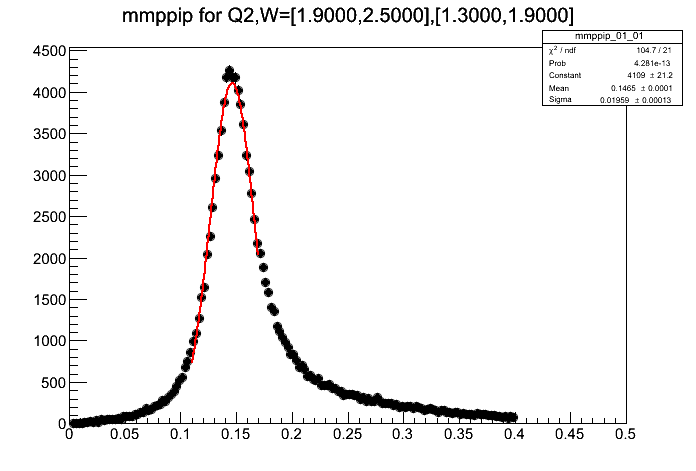 mmppip for Q2,W=[1.9000,2.5000],[1.3000,1.9000]
mmppip_01_01
χ² / ndf 104.7 / 21
Prob 4.281e-13
Constant 4109 ± 21.2
Mean 0.1465 ± 0.0001
Sigma 0.01959 ± 0.00013
4500
4000
3500
3000
2500
2000
1500
1000
500
0
0 0.05 0.1 0.15 0.2 0.25 0.3 0.35 0.4 0.45 0.5